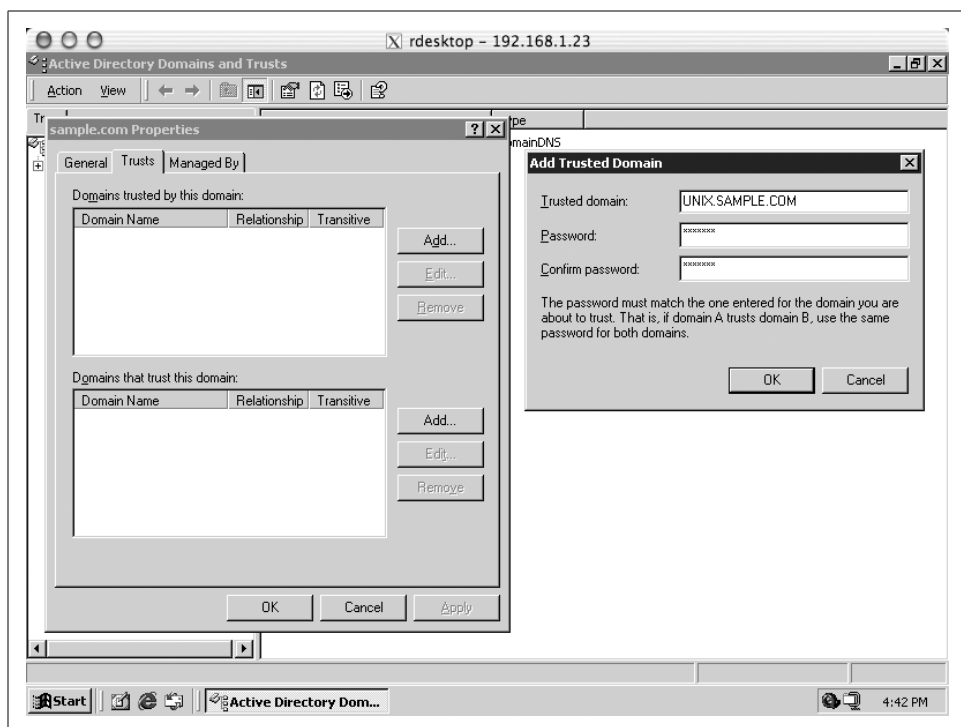 rdesktop – 192.168.1.23
Active Directory Domains and Trusts
Action View
Tr
ype
sample.com Properties
mainDNS
General Trusts Managed By
Domains trusted by this domain:
Domain Name Relationship Transitive
Add...
Edit...
Remove
Domains that trust this domain:
Domain Name Relationship Transitive
Add...
Edit...
Remove
OK Cancel Apply
Add Trusted Domain
Trusted domain: UNIX.SAMPLE.COM
Password: *******
Confirm password: *******
The password must match the one entered for the domain you are
about to trust. That is, if domain A trusts domain B, use the same
password for both domains.
OK Cancel
Start Active Directory Dom... 4:42 PM